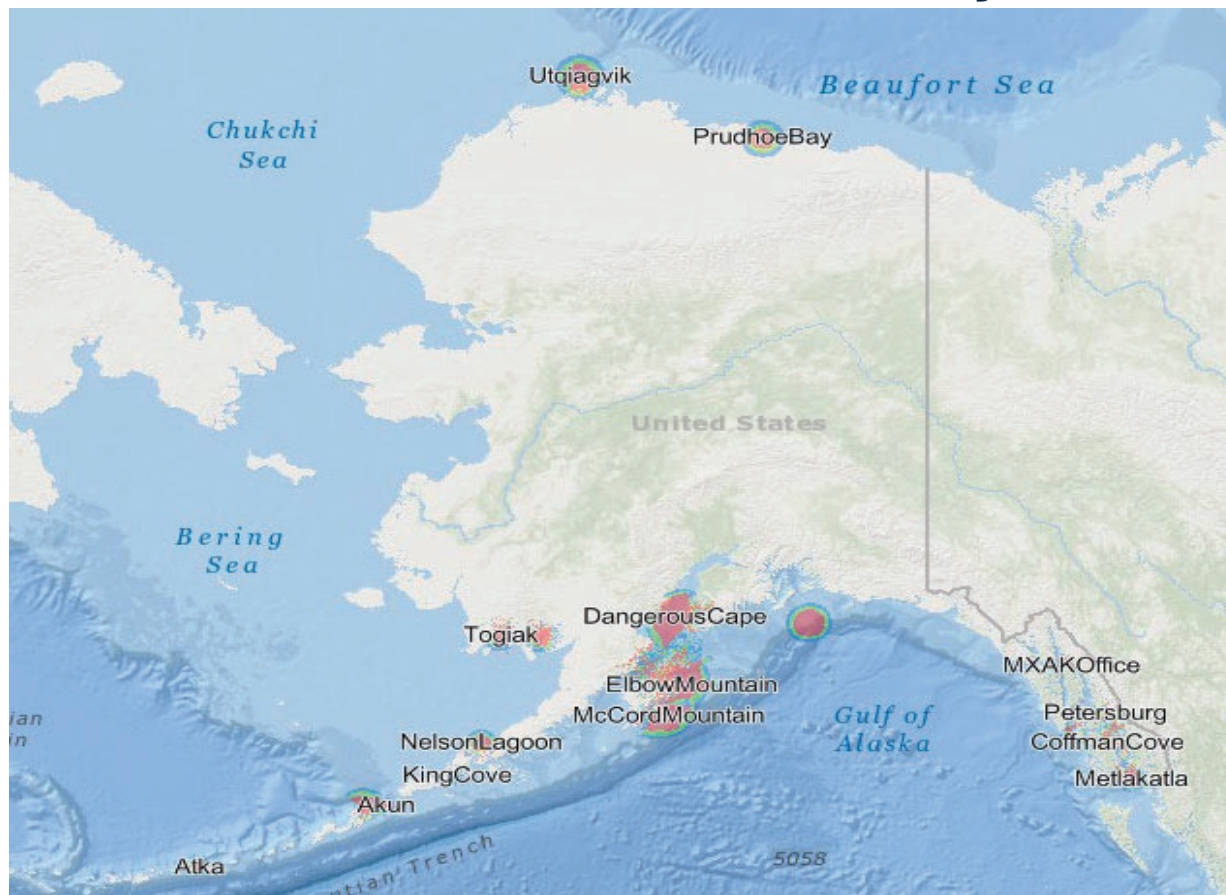 Utqiagvik
Beaufort Sea
Chukchi
Sea
PrudhoeBay
United States
Bering
Sea
DangerousCape
Togiak
MXAKOffice
ElbowMountain
McCordMountain
Gulf of
Alaska
Petersburg
CoffmanCove
NelsonLagoon
KingCove
Metlakatla
Akun
Atka
Trench
5058